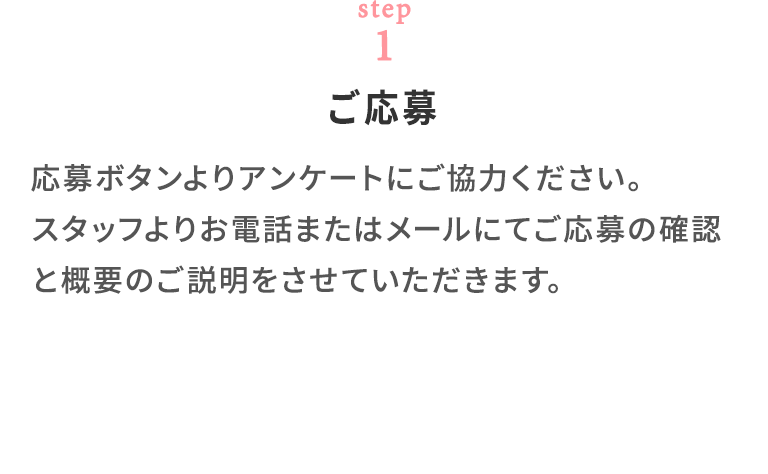 step
1
ご応募
応募ボタンよりアンケートにご協力ください。
スタッフよりお電話またはメールにてご応募の確認
と概要のご説明をさせていただきます。